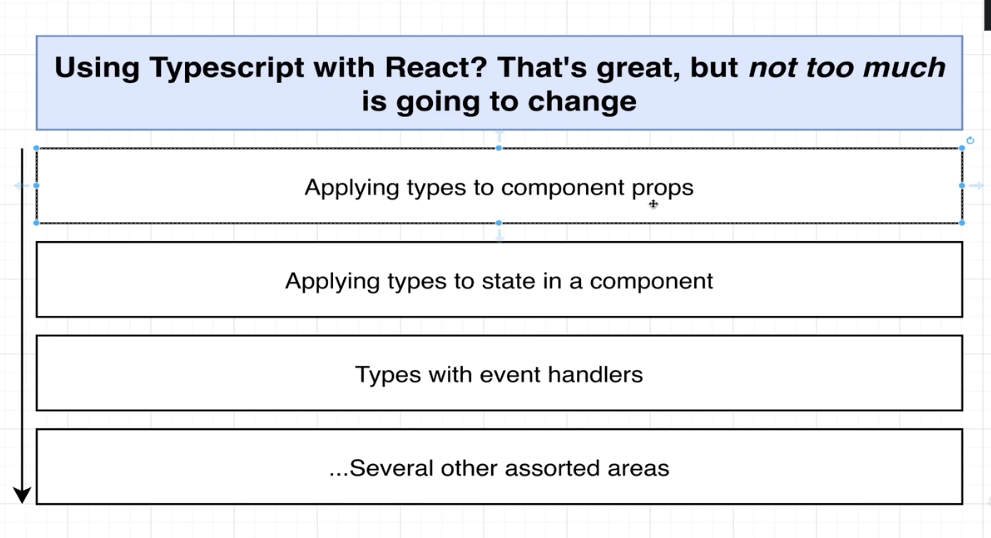 Using Typescript with React? That's great, but not too much
is going to change
Applying types to component props
Applying types to state in a component
Types with event handlers
...Several other assorted areas